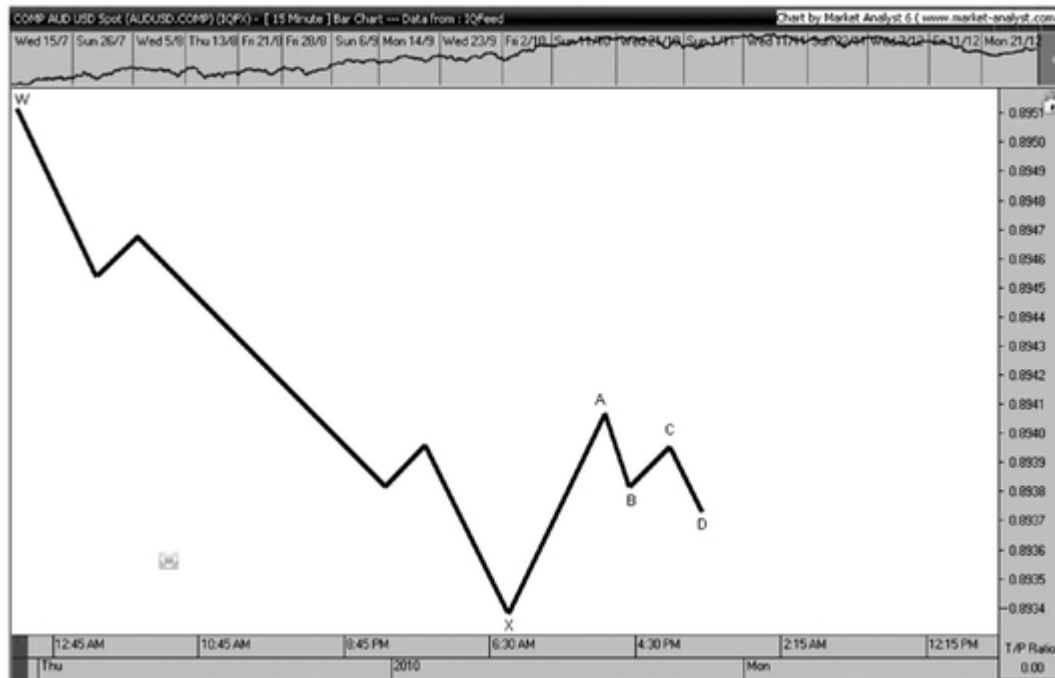 COMP AUD USD Spot (AUDUSD.COMP) (IQFX) - [ 15 Minute ] Bar Chart --- Data from : IQFeed
Chart by Market Analyst 6 ( www.market-analyst.com
Wed 15/7 Sun 26/7 Wed 5/8 Thu 13/8 Fri 21/8 Fri 28/8 Sun 6/9 Mon 14/9 Wed 23/9 Fri 2/10 Mon 21/12
W
0.8951
0.8950
0.8949
0.8948
0.8947
0.8946
0.8945
0.8944
0.8943
0.8942
A
0.8941
C
0.8940
0.8939
0.8938
B
D
0.8937
0.8936
0.8935
0.8934
X
12:45 AM 10:45 AM 8:45 PM 6:30 AM 4:30 PM 2:15 AM 12:15 PM T/P Ratio
Thu 2010 Mon 0.00